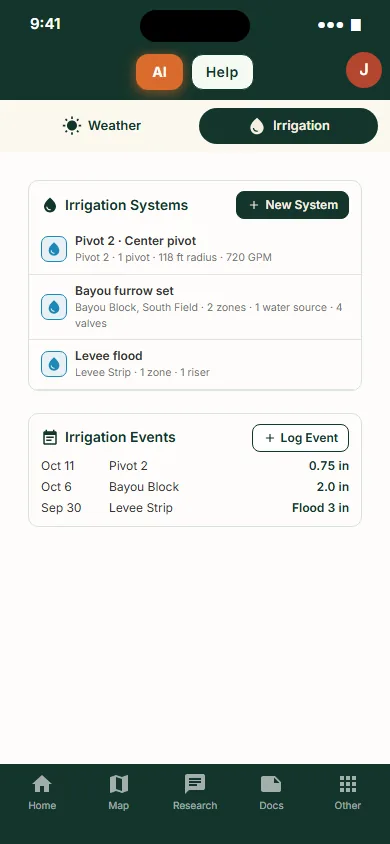 9:41
AI
Help
J
Weather
Irrigation
Irrigation Systems
+ New System
Pivot 2 · Center pivot
Pivot 2 · 1 pivot · 118 ft radius · 720 GPM
Bayou furrow set
Bayou Block, South Field · 2 zones · 1 water source · 4
valves
Levee flood
Levee Strip · 1 zone · 1 riser
Irrigation Events
+ Log Event
Oct 11 Pivot 2 0.75 in
Oct 6 Bayou Block 2.0 in
Sep 30 Levee Strip Flood 3 in
Home
Map
Research
Docs
Other